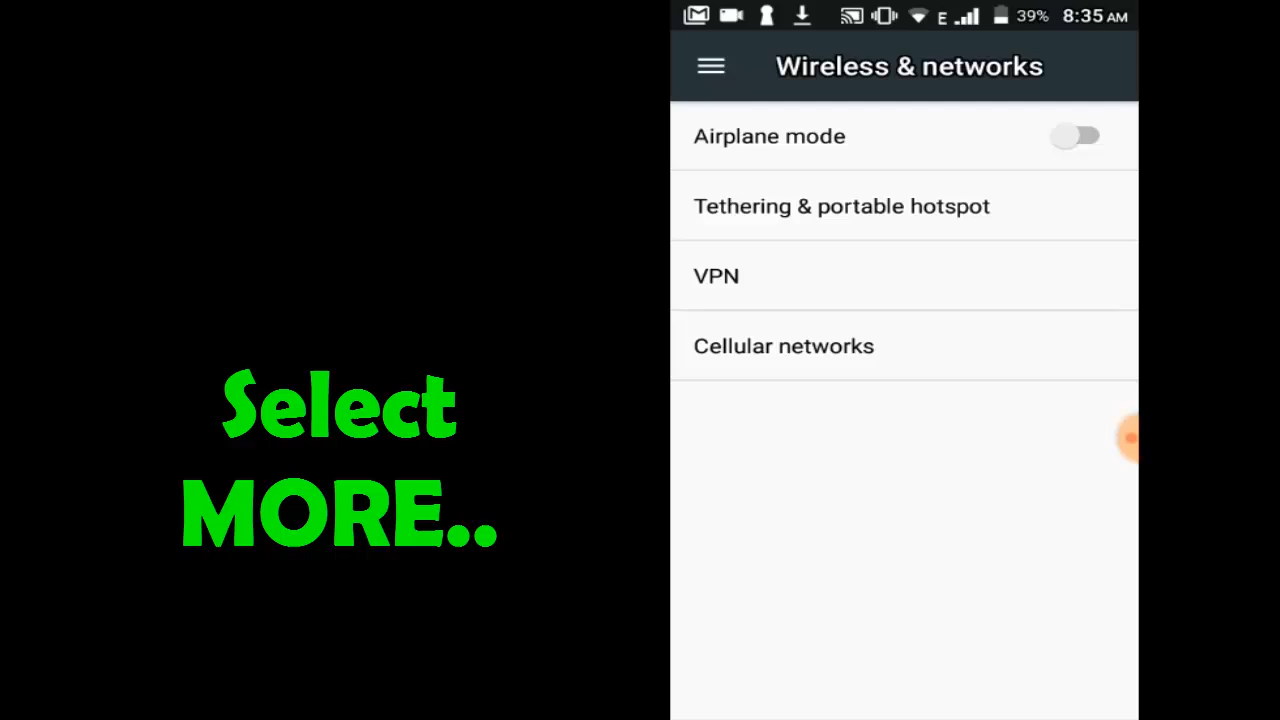 E 39% 8:35 AM
Wireless & networks
Airplane mode
Tethering & portable hotspot
VPN
Cellular networks
Select
MORE..